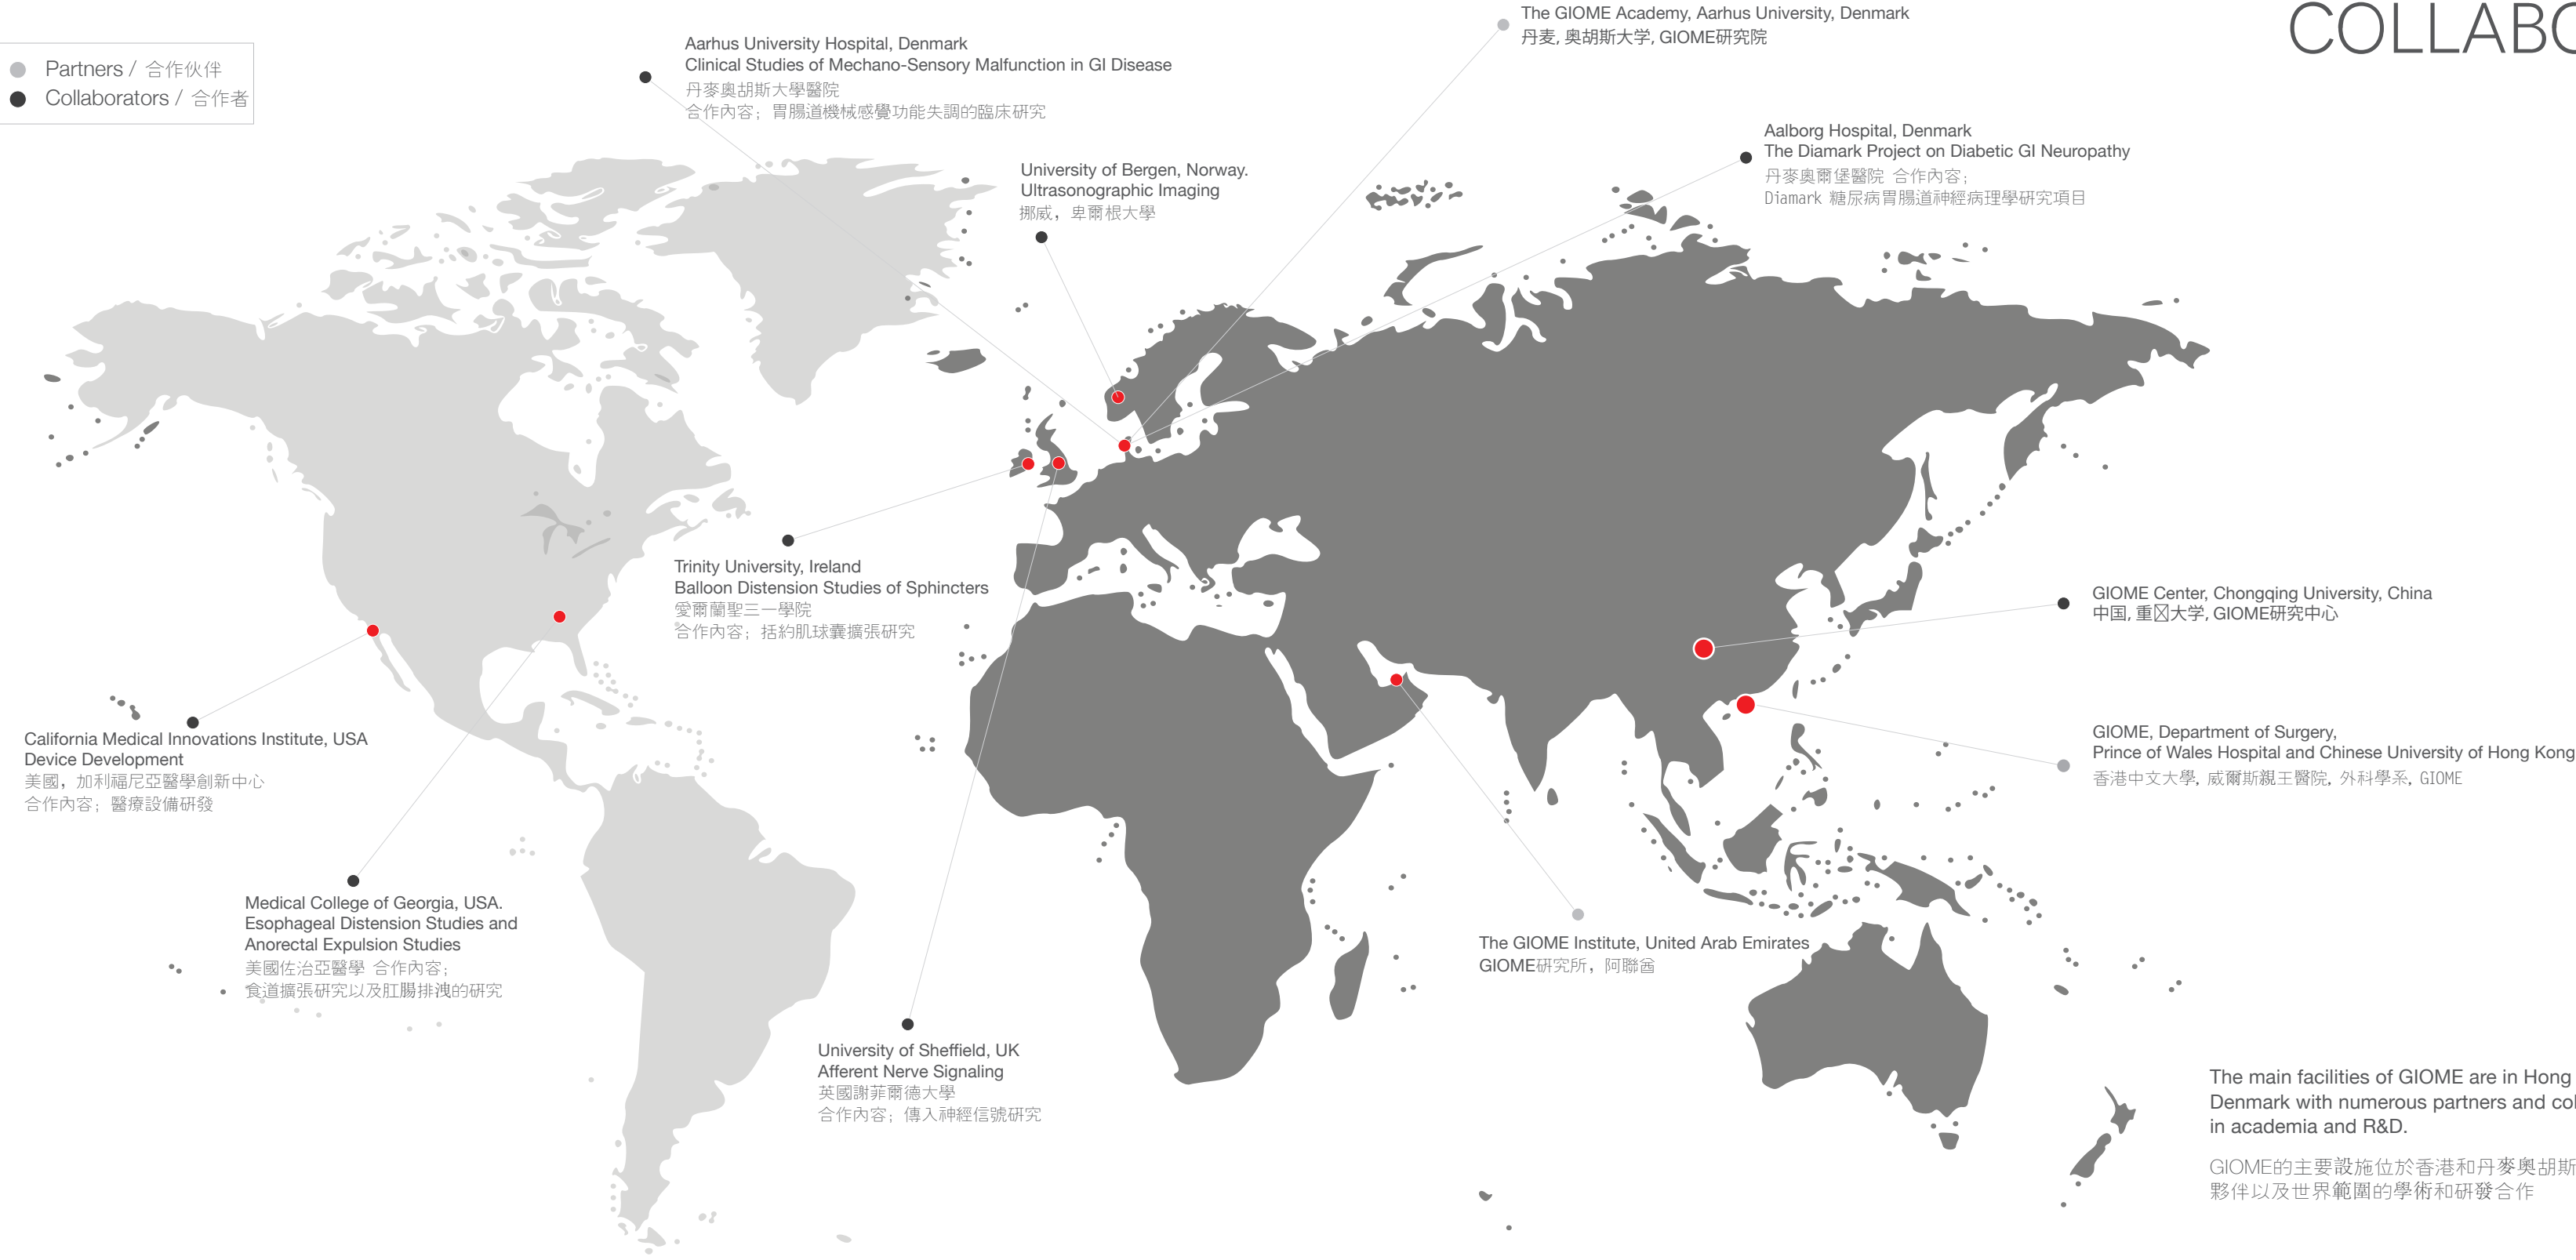 COLLABO
Partners / 合作伙伴
Collaborators / 合作者
Aarhus University Hospital, Denmark
Clinical Studies of Mechano-Sensory Malfunction in GI Disease
丹麥奧胡斯大學醫院
合作內容；胃腸道機械感覺功能失調的臨床研究
The GIOME Academy, Aarhus University, Denmark
丹麦, 奥胡斯大学, GIOME研究院
University of Bergen, Norway.
Ultrasonographic Imaging
挪威，卑爾根大學
Aalborg Hospital, Denmark
The Diamark Project on Diabetic GI Neuropathy
丹麥奧爾堡醫院 合作內容；
Diamark 糖尿病胃腸道神經病理學研究項目
Trinity University, Ireland
Balloon Distension Studies of Sphincters
愛爾蘭聖三一學院
合作內容；括約肌球囊擴張研究
GIOME Center, Chongqing University, China
中国, 重大学, GIOME研究中心
California Medical Innovations Institute, USA
Device Development
美國，加利福尼亞醫學創新中心
合作內容；醫療設備研發
GIOME, Department of Surgery,
Prince of Wales Hospital and Chinese University of Hong Kong
香港中文大學, 威爾斯親王醫院, 外科學系, GIOME
Medical College of Georgia, USA.
Esophageal Distension Studies and
Anorectal Expulsion Studies
美國佐治亞醫學 合作內容；
食道擴張研究以及肛腸排洩的研究
The GIOME Institute, United Arab Emirates
GIOME研究所，阿聯酋
University of Sheffield, UK
Afferent Nerve Signaling
英國謝菲爾德大學
合作內容；傳入神經信號研究
The main facilities of GIOME are in Hong
Denmark with numerous partners and col
in academia and R&D.
GIOME的主要設施位於香港和丹麥奧胡斯
夥伴以及世界範圍的學術和研發合作